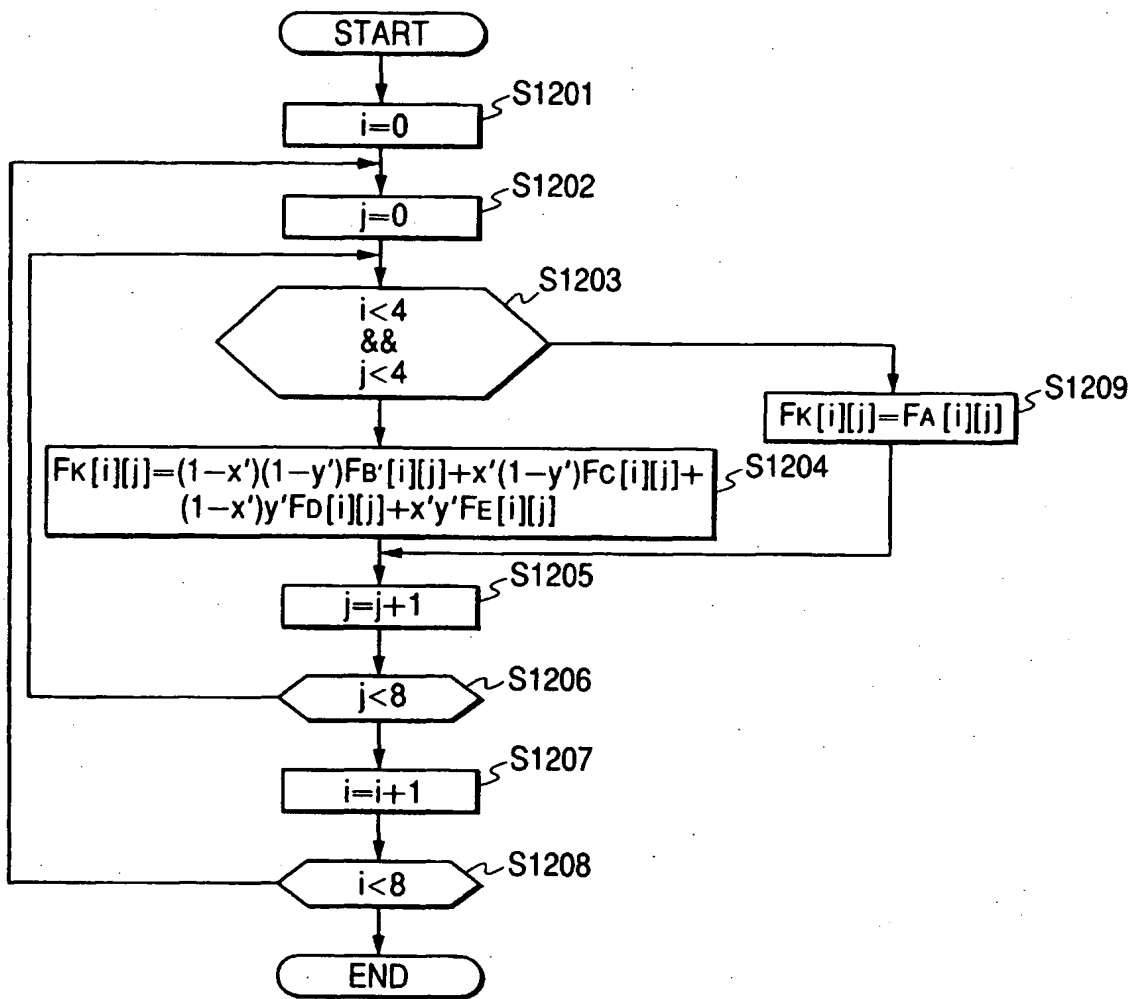 START
S1201
i=0
S1202
j=0
S1203
i<4
&&
j<4
S1209
FK[i][j]=FA[i][j]
S1204
FK[i][j]=(1-x')(1-y')FB'[i][j]+x'(1-y')FC[i][j]+
(1-x')y'FD[i][j]+x'y'FE[i][j]
S1205
j=j+1
S1206
j<8
S1207
i=i+1
S1208
i<8
END